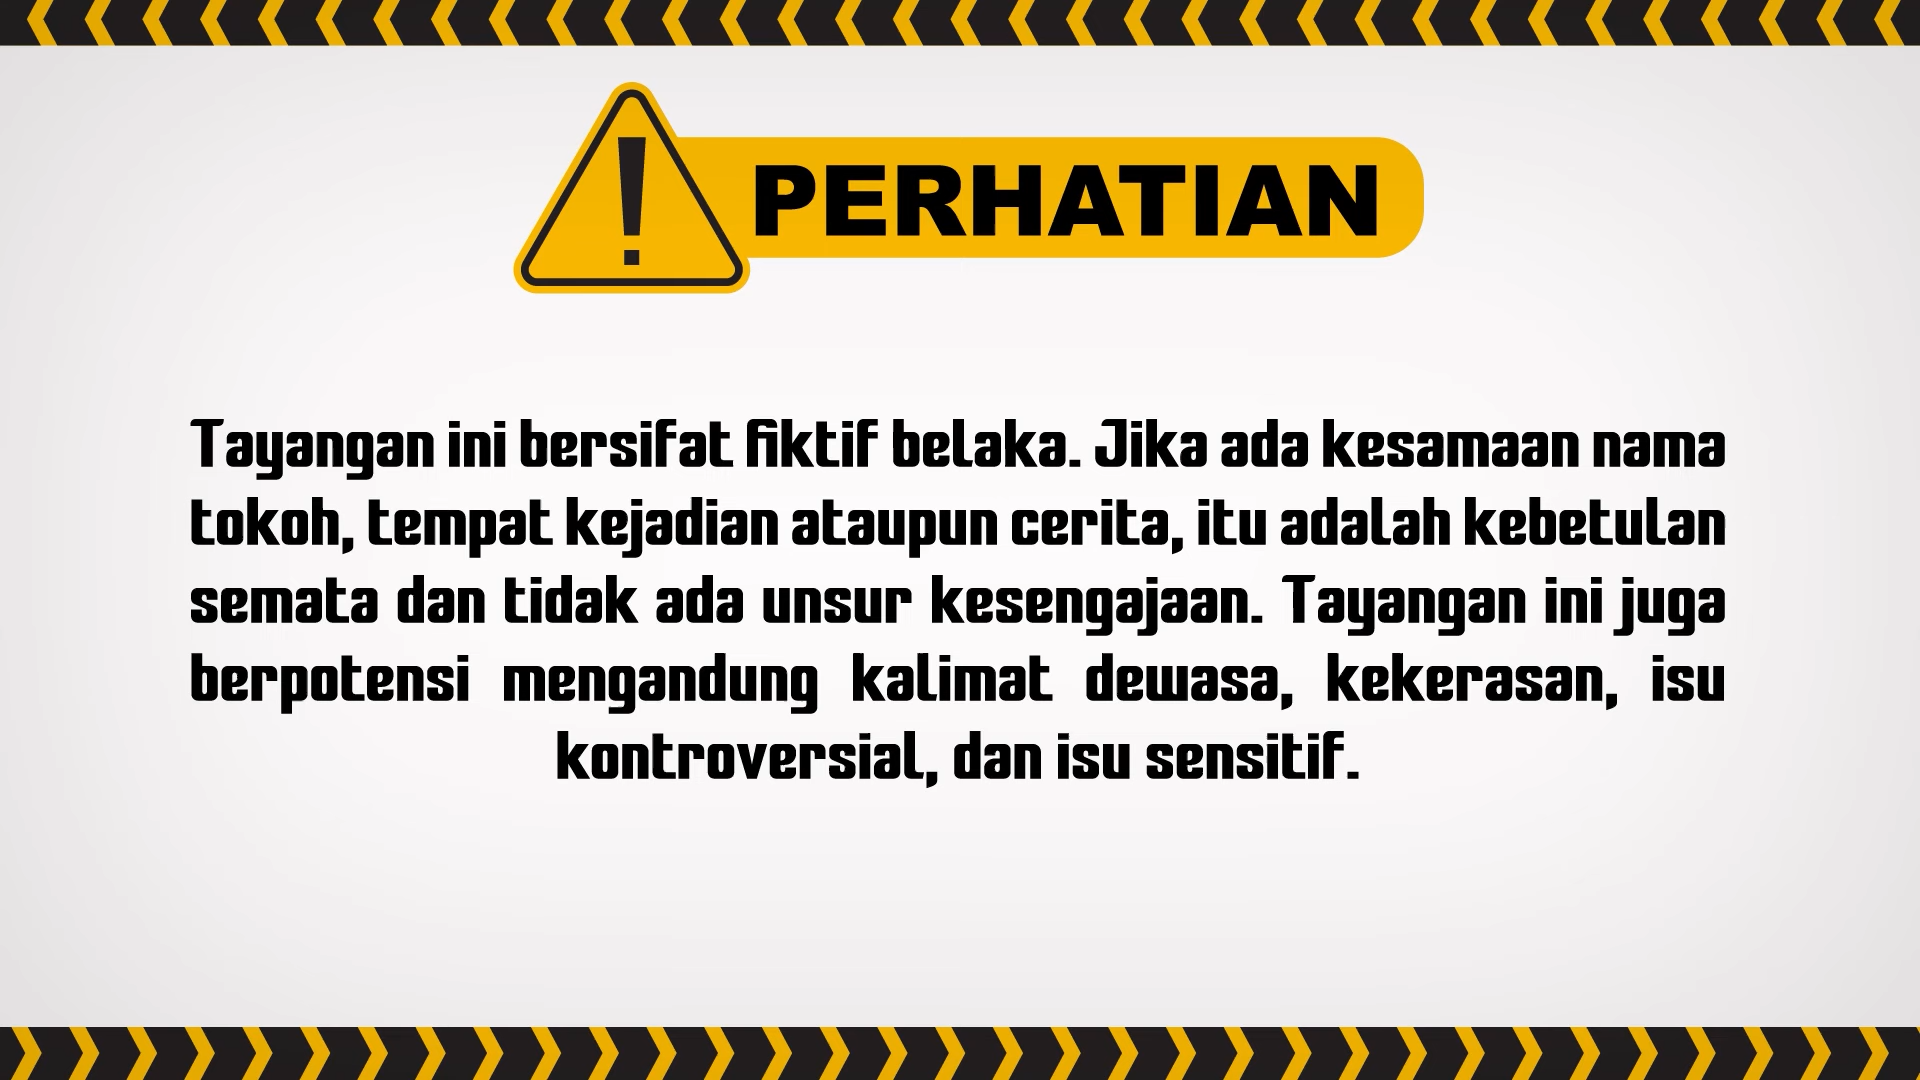 PERHATIAN
Tayangan ini bersifat fiktif belaka. Jika ada kesamaan nama
tokoh, tempat kejadian ataupun cerita, itu adalah kebetulan
semata dan tidak ada unsur kesengajaan. Tayangan ini juga
berpotensi mengandung kalimat dewasa, kekerasan, isu
kontroversial, dan isu sensitif.